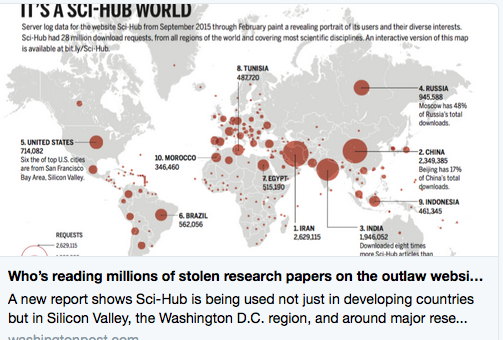 IT'S A SCI-HUB WORLD
Server log data for the website Sci-Hub from September 2015 through February paint a revealing portrait of its users and their diverse interests.
Sci-Hub had 28 million download requests, from all regions of the world and covering most scientific disciplines. An interactive version of this map
is available at bit.ly/Sci-Hub.
8. TUNISIA
487,720
4. RUSSIA
945,588
Moscow has 48%
of Russia's total
downloads.
5. UNITED STATES
714,082
Six of the top U.S. cities
are from San Francisco
Bay Area, Silicon Valley.
10. MOROCCO
346,460
7. EGYPT
515,190
2. CHINA
2,349,385
Beijing has 17%
of China's total
downloads.
9. INDONESIA
461,345
6. BRAZIL
562,056
1. IRAN
2,629,115
3. INDIA
1,946,052
Downloaded eight times
more Sci-Hub articles than
REQUESTS
2,629,115
Who's reading millions of stolen research papers on the outlaw websi...
A new report shows Sci-Hub is being used not just in developing countries
but in Silicon Valley, the Washington D.C. region, and around major rese...
washingtonpost.com